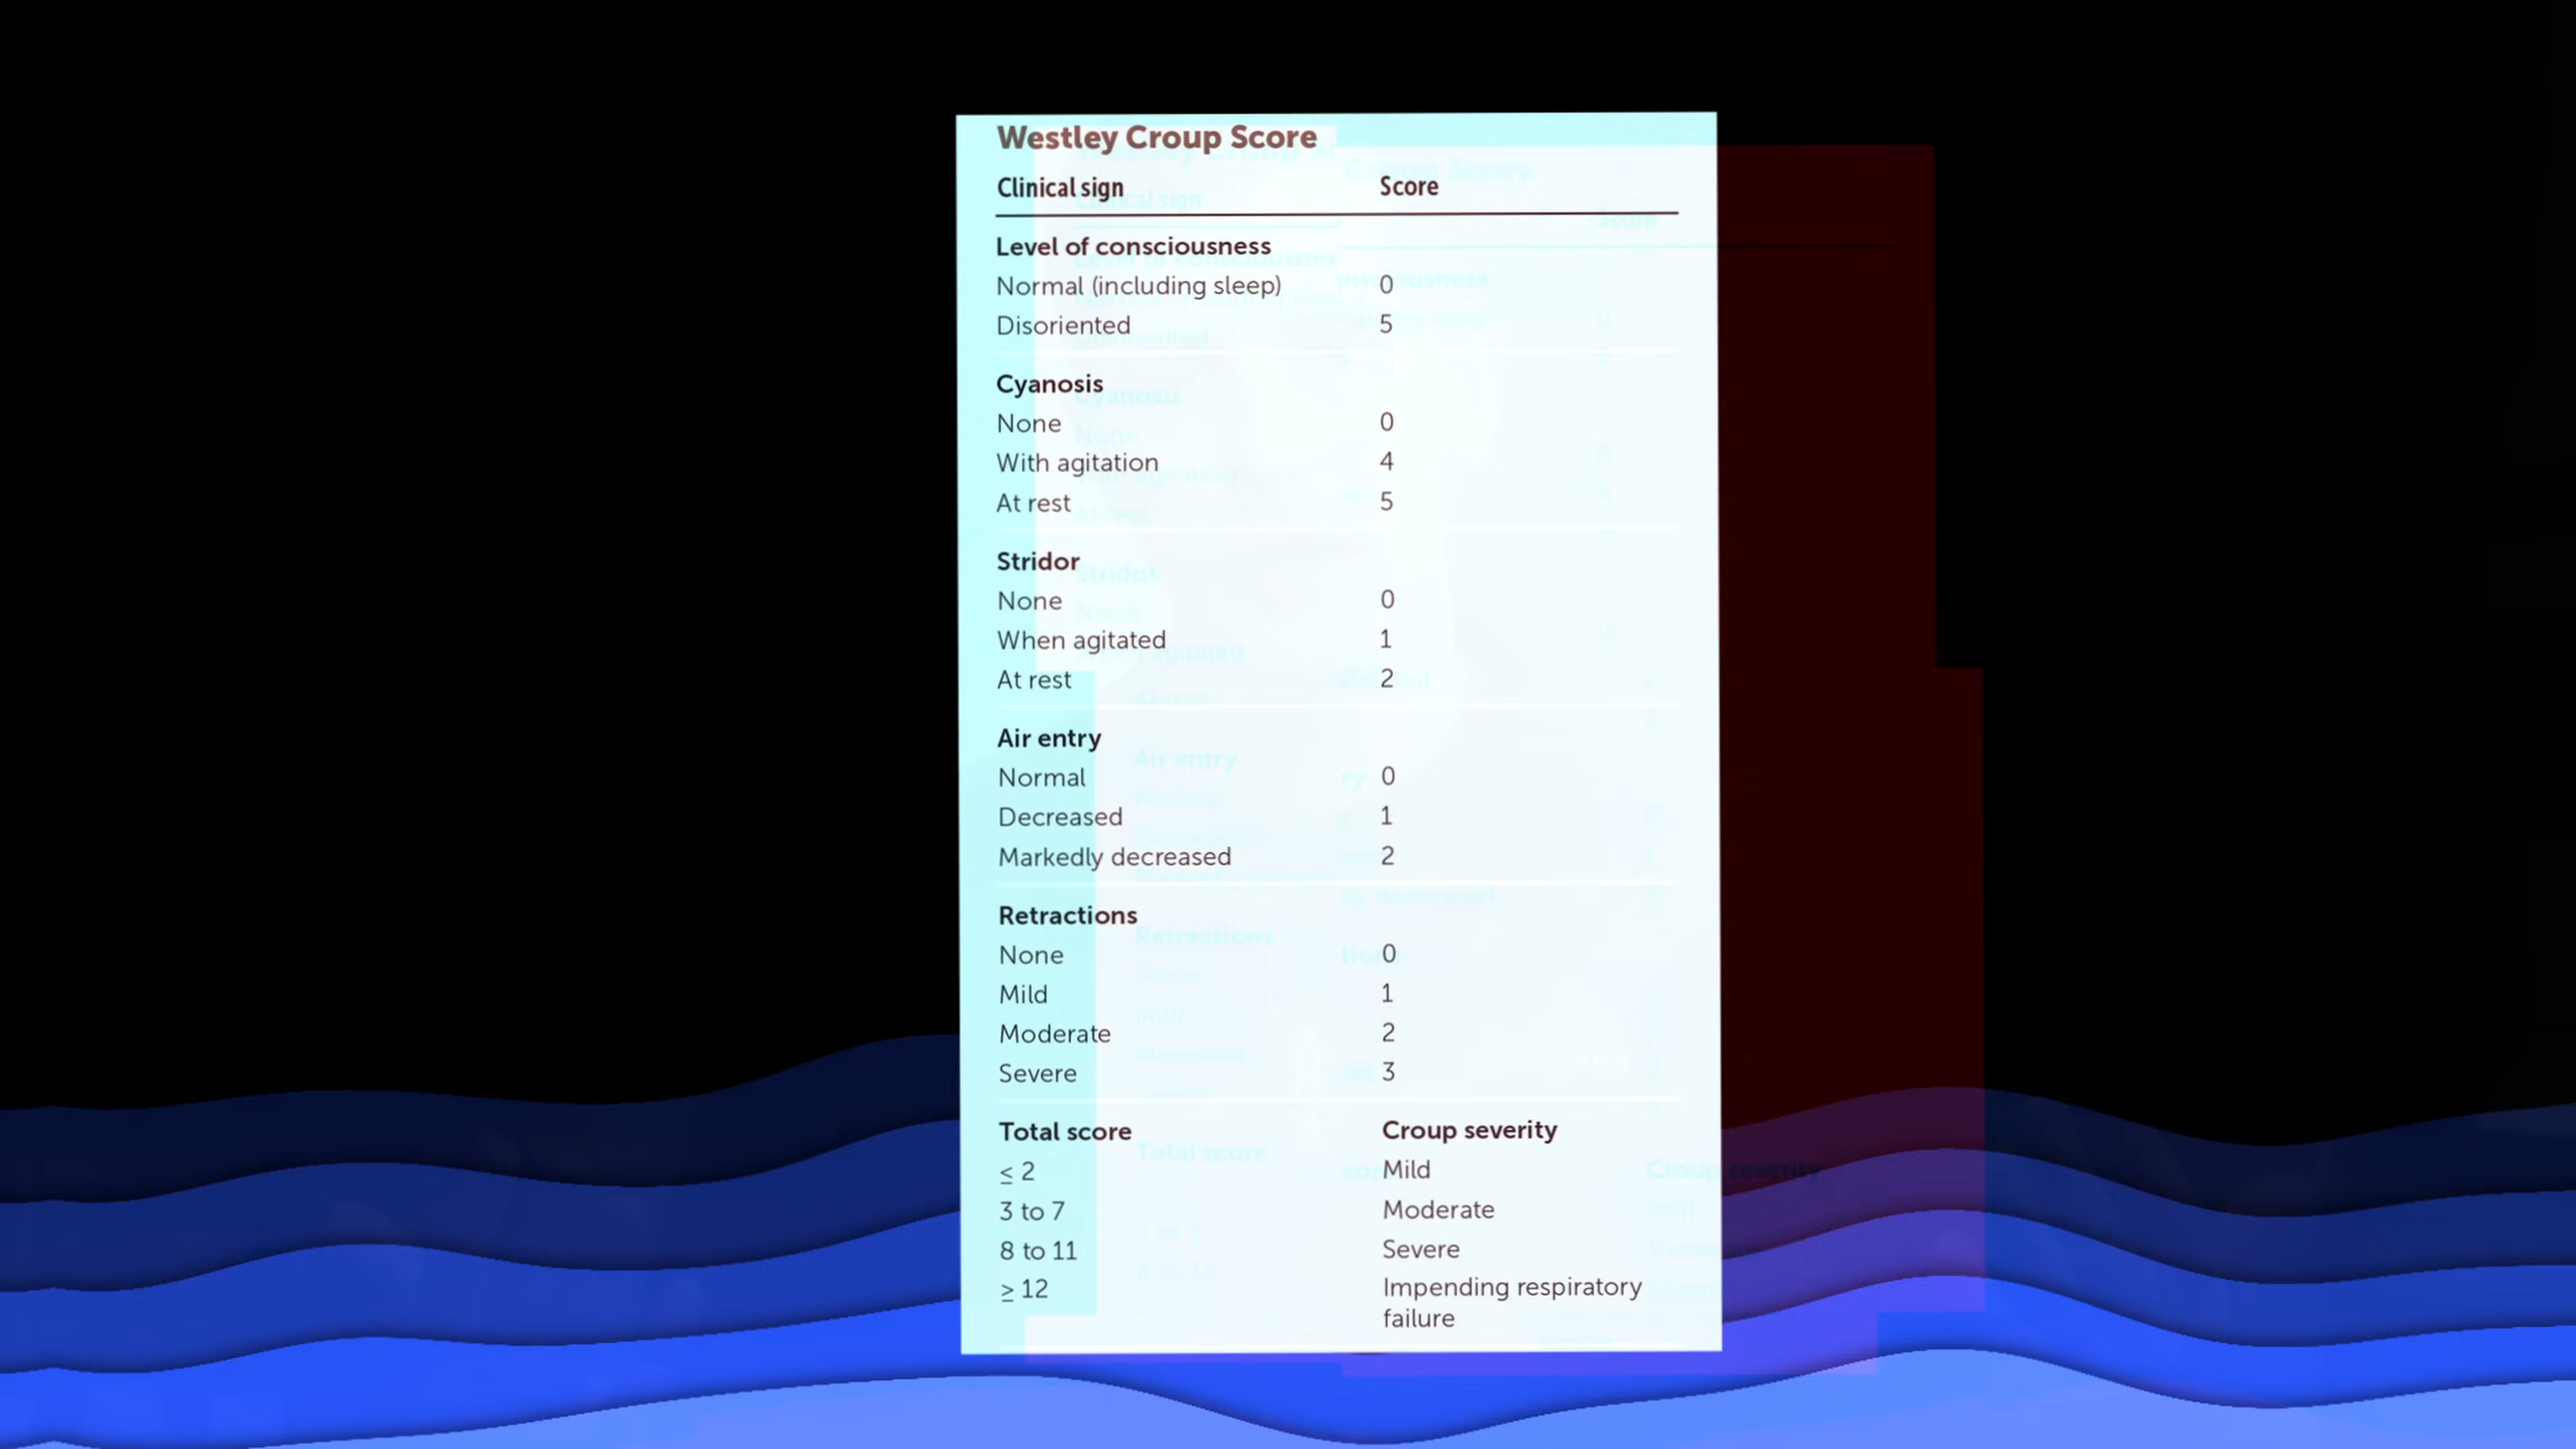 Westley Croup Score
Clinical sign Score
Level of consciousness
Normal (including sleep) 0
Disoriented 5
Cyanosis
None 0
With agitation 4
At rest 5
Stridor
None 0
When agitated 1
At rest 2
Air entry
Normal 0
Decreased 1
Markedly decreased 2
Retractions
None 0
Mild 1
Moderate 2
Severe 3
Total score Croup severity
≤ 2 Mild
3 to 7 Moderate
8 to 11 Severe
≥ 12 Impending respiratory
failure